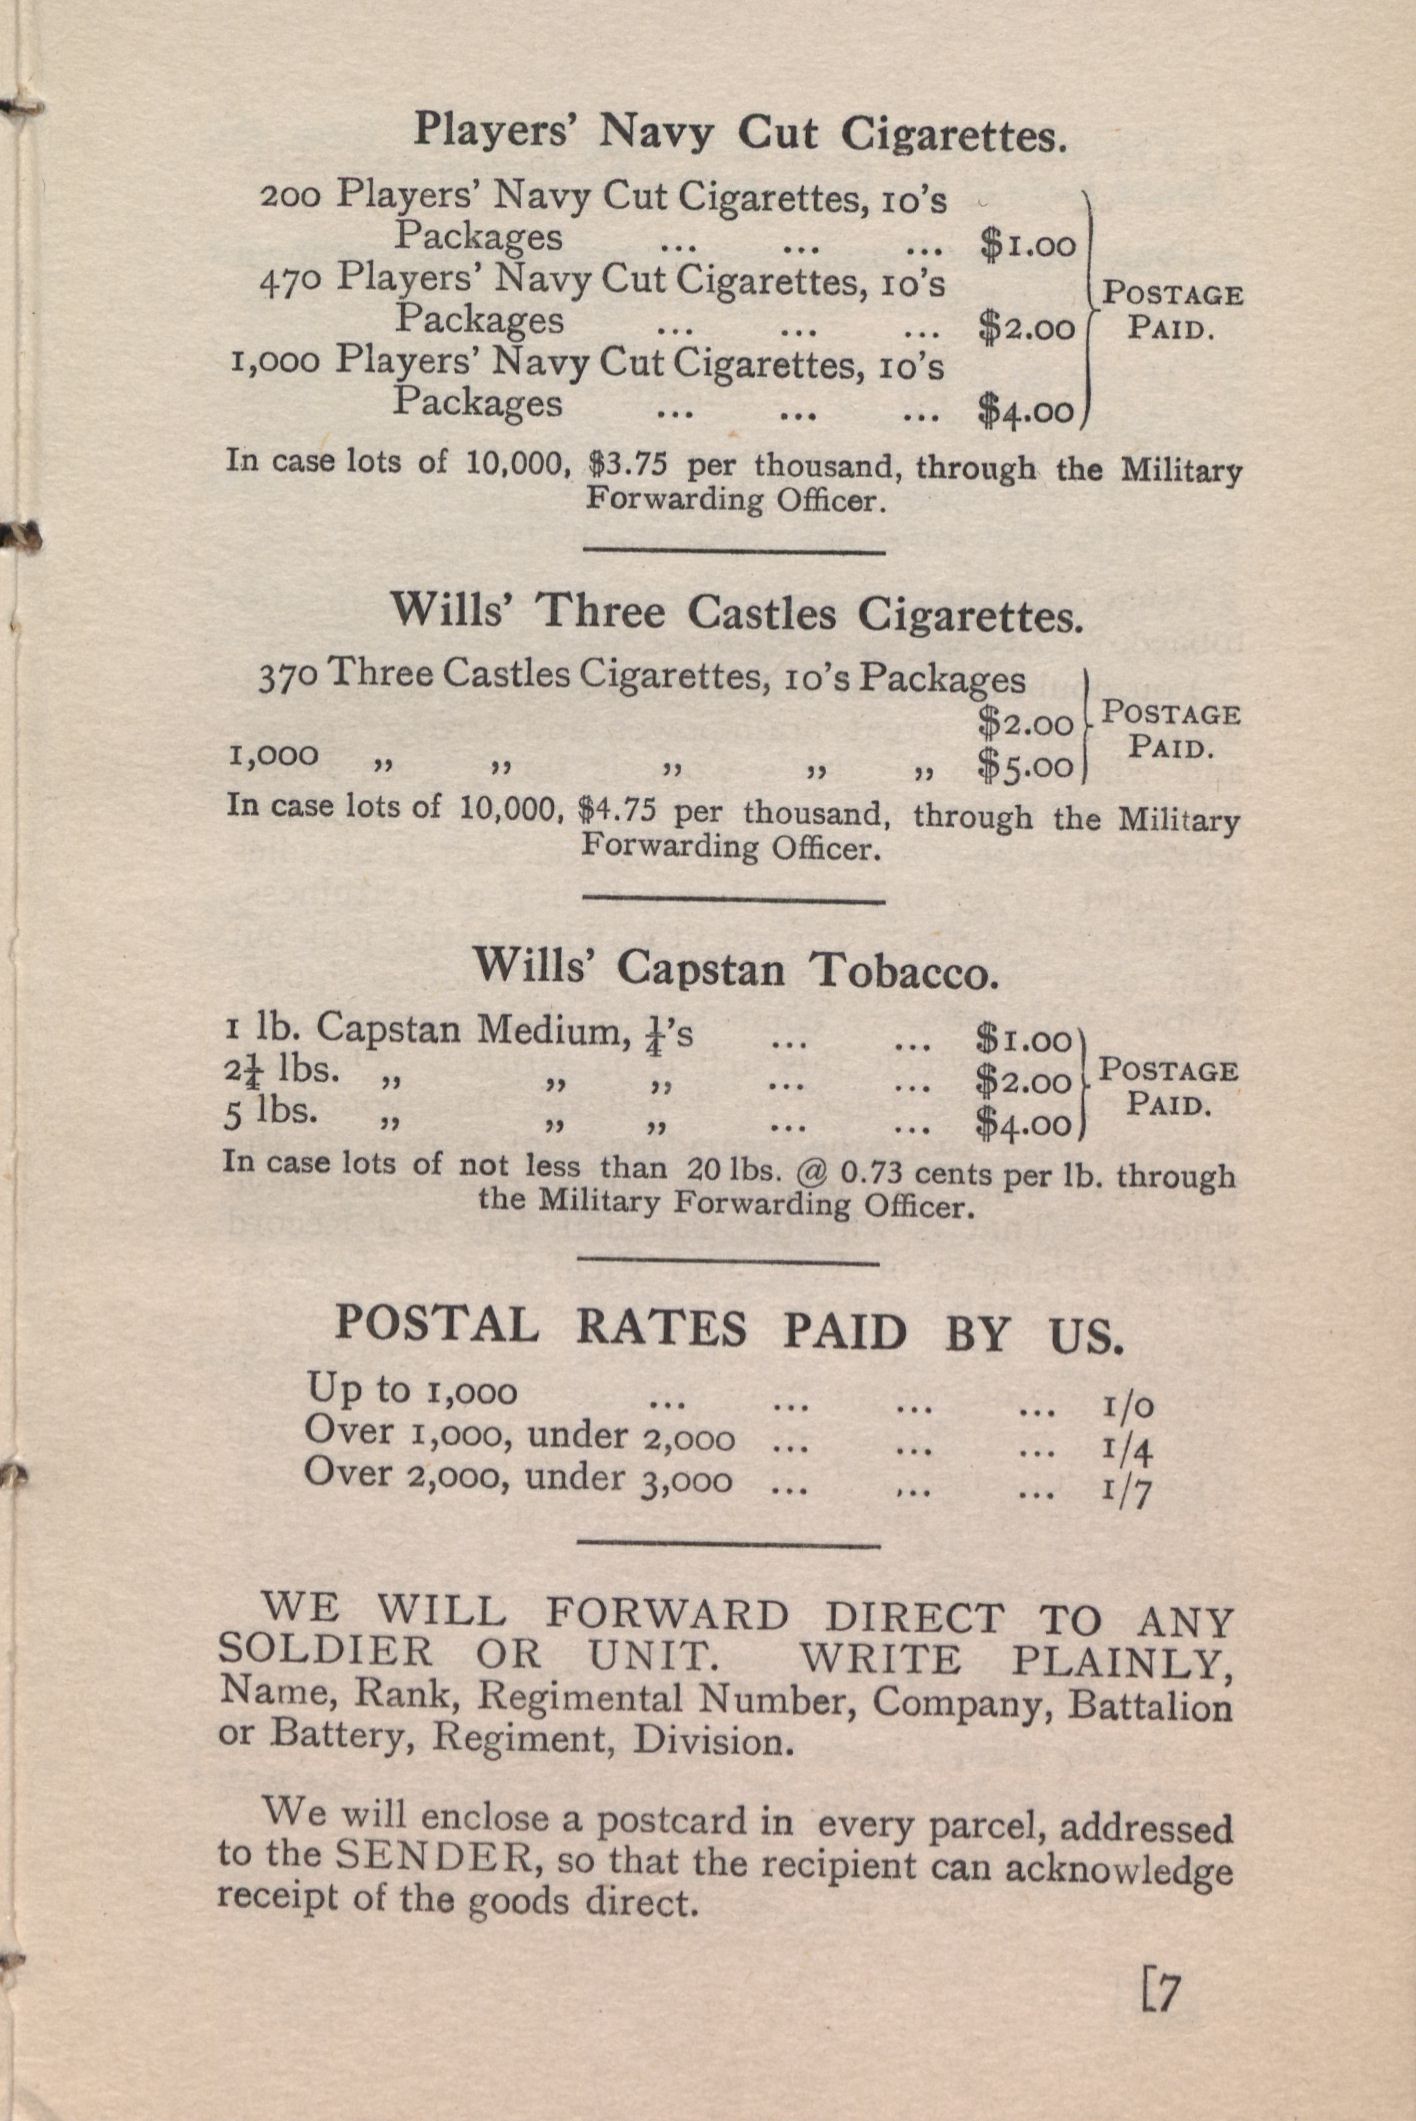 Players' Navy Cut Cigarettes.
200 Players' Navy Cut Cigarettes, 10's
Packages ... ... ... $1.00
470 Players' Navy Cut Cigarettes, 10's
Packages ... ... ... $2.00
1,000 Players' Navy Cut Cigarettes, 10's
Packages ... ... ... $4.00
POSTAGE
PAID.
In case lots of 10,000, $3.75 per thousand, through the Military
Forwarding Officer.
Wills' Three Castles Cigarettes.
370 Three Castles Cigarettes, 10's Packages
$2.00
1,000 „ „ „ „ „ $5.00
POSTAGE
PAID.
In case lots of 10,000, $4.75 per thousand, through the Military
Forwarding Officer.
Wills' Capstan Tobacco.
1 lb. Capstan Medium, ¼'s ... ... $1.00
2¼ lbs. „ „ „ ... ... $2.00
5 lbs. „ „ „ ... ... $4.00
POSTAGE
PAID.
In case lots of not less than 20 lbs. @ 0.73 cents per lb. through
the Military Forwarding Officer.
POSTAL RATES PAID BY US.
Up to 1,000 ... ... ... ... 1/0
Over 1,000, under 2,000 ... ... ... 1/4
Over 2,000, under 3,000 ... ... ... 1/7
WE WILL FORWARD DIRECT TO ANY
SOLDIER OR UNIT. WRITE PLAINLY,
Name, Rank, Regimental Number, Company, Battalion
or Battery, Regiment, Division.
We will enclose a postcard in every parcel, addressed
to the SENDER, so that the recipient can acknowledge
receipt of the goods direct.
[7